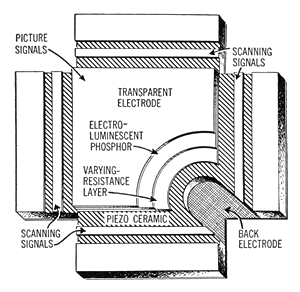 PICTURE
SIGNALS
SCANNING
SIGNALS
TRANSPARENT
ELECTRODE
ELECTRO-
LUMINESCENT
PHOSPHOR
VARYING-
RESISTANCE
LAYER
PIEZO CERAMIC
SCANNING
SIGNALS
BACK
ELECTRODE